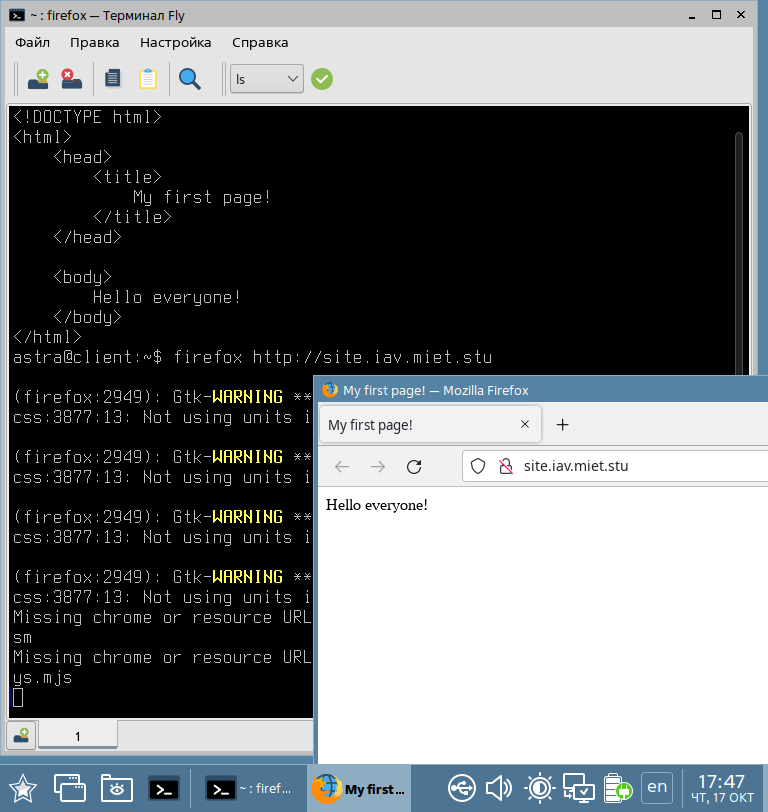 ~ : firefox — Терминал Fly
Файл Правка Настройка Справка
ls
<!DOCTYPE html>
<html>
    <head>
        <title>
            My first page!
        </title>
    </head>

    <body>
        Hello everyone!
    </body>
</html>
astra@client:~$ firefox http://site.iav.miet.stu

(firefox:2949): Gtk-WARNING **
css:3877:13: Not using units i

(firefox:2949): Gtk-WARNING **
css:3877:13: Not using units i

(firefox:2949): Gtk-WARNING **
css:3877:13: Not using units i

(firefox:2949): Gtk-WARNING **
css:3877:13: Not using units i
Missing chrome or resource URL
sm
Missing chrome or resource URL
ys.mjs
1
My first page! — Mozilla Firefox
My first page!
site.iav.miet.stu
Hello everyone!
~ : firef...
My first...
en
17:47
ЧТ, 17 ОКТ